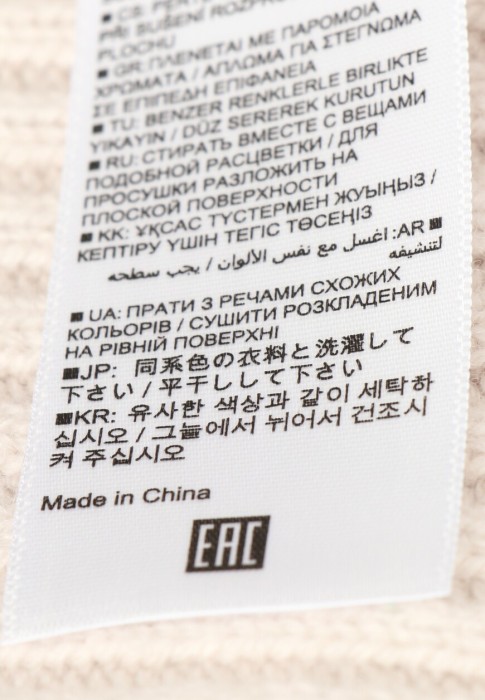 ■ CS:
PŘI SUŠENÍ
PLOCHU
■ GR: ΠΛΕΝΕΤΑΙ ΜΕ ΠΑΡΟΜΟΙΑ
ΧΡΩΜΑΤΑ / ΑΠΛΩΜΑ ΓΙΑ ΣΤΕΓΝΩΜΑ
ΣΕ ΕΠΙΠΕΔΗ ΕΠΙΦΑΝΕΙΑ
■ TU: BENZER RENKLERLE BIRLIKTE
YIKAYIN / DÜZ SEREREK KURUTUN
■ RU: СТИРАТЬ ВМЕСТЕ С ВЕЩАМИ
ПОДОБНОЙ РАСЦВЕТКИ / ДЛЯ
ПРОСУШКИ РАЗЛОЖИТЬ НА
ПЛОСКОЙ ПОВЕРХНОСТИ
■ KK: ҰҚСАС ТҮСТЕРМЕН ЖУЫҢЫЗ /
КЕПТІРУ ҮШІН ТЕГІС ТӨСЕҢІЗ
■ AR: اغسل مع نفس الألوان / يجب سطحه
لتنشيفه
■ UA: ПРАТИ З РЕЧАМИ СХОЖИХ
КОЛЬОРІВ / СУШИТИ РОЗКЛАДЕНИМ
НА РІВНІЙ ПОВЕРХНІ
■JP: 同系色の衣料と洗濯して
下さい / 平干しして下さい
■KR: 유사한 색상과 같이 세탁하
십시오 / 그늘에서 뉘어서 건조시
켜 주십시오
Made in China
EAC